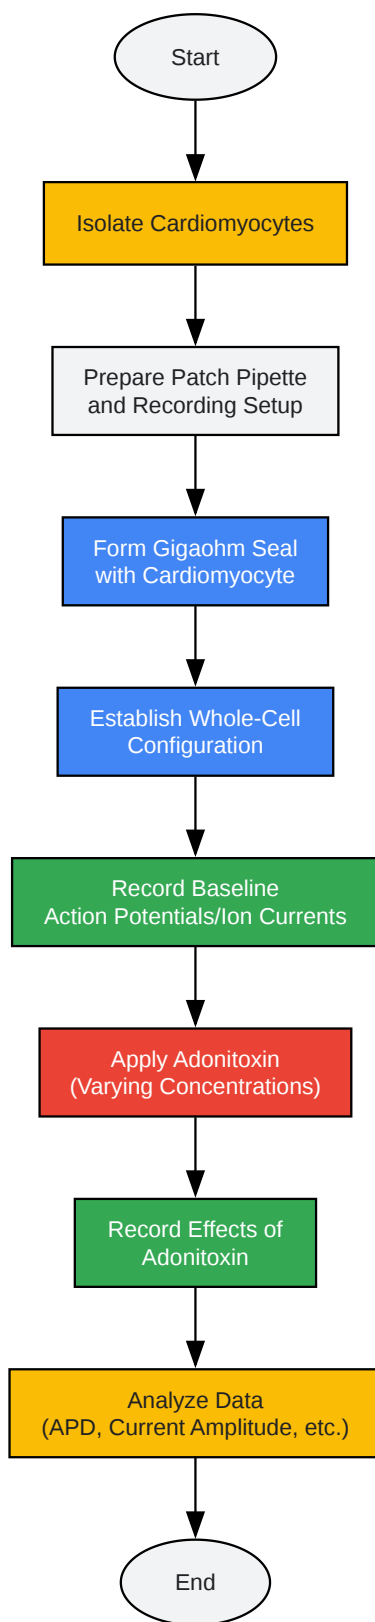 Start
Isolate Cardiomyocytes
Prepare Patch Pipette
and Recording Setup
Form Gigaohm Seal
with Cardiomyocyte
Establish Whole-Cell
Configuration
Record Baseline
Action Potentials/Ion Currents
Apply Adonitoxin
(Varying Concentrations)
Record Effects of
Adonitoxin
Analyze Data
(APD, Current Amplitude, etc.)
End